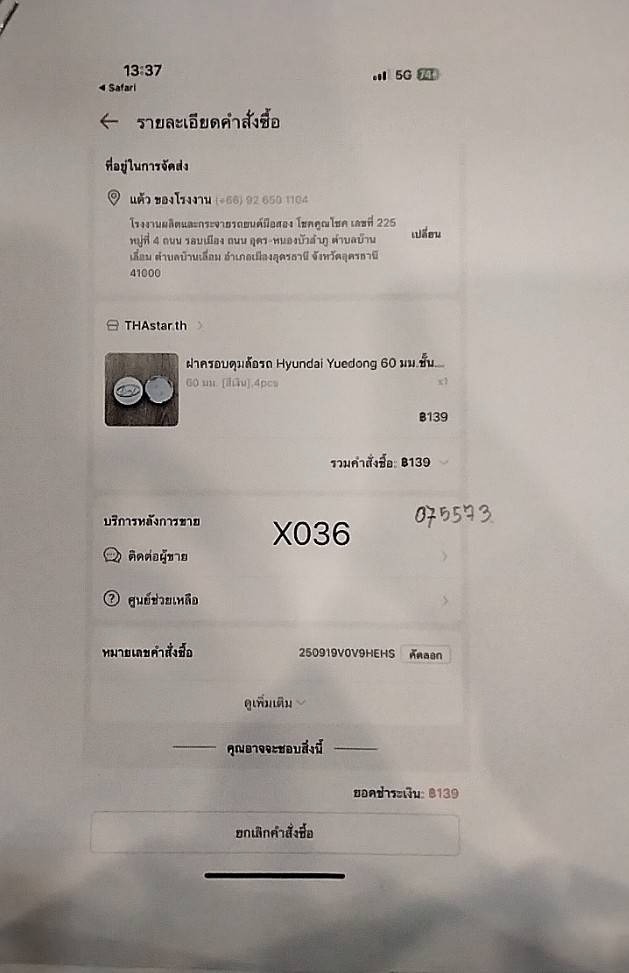 13:37
5G 74
◀ Safari
← รายละเอียดคำสั่งซื้อ
ที่อยู่ในการจัดส่ง
แก้ว ของโรงงาน (+66) 92 650 1104
โรงงานผลิตและกระจายรถยนต์มือสอง โชคคูณโชค เลขที่ 225
หมู่ที่ 4 ถนน รอบเมือง ถนน อุดร-หนองบัวลำภู ตำบลบ้าน
เลื่อม ตำบลบ้านเลื่อม อำเภอเมืองอุดรธานี จังหวัดอุดรธานี
41000
เปลี่ยน
THAstar.th
ฝาครอบดุมล้อรถ Hyundai Yuedong 60 มม.ชั้น...
60 มม. [สีเงิน],4pcs x1
฿139
รวมคำสั่งซื้อ: ฿139
บริการหลังการขาย
X036
075573
ติดต่อผู้ขาย
ศูนย์ช่วยเหลือ
หมายเลขคำสั่งซื้อ 250919V0V9HEHS คัดลอก
ดูเพิ่มเติม
คุณอาจจะชอบสิ่งนี้
ยอดชำระเงิน: ฿139
ยกเลิกคำสั่งซื้อ